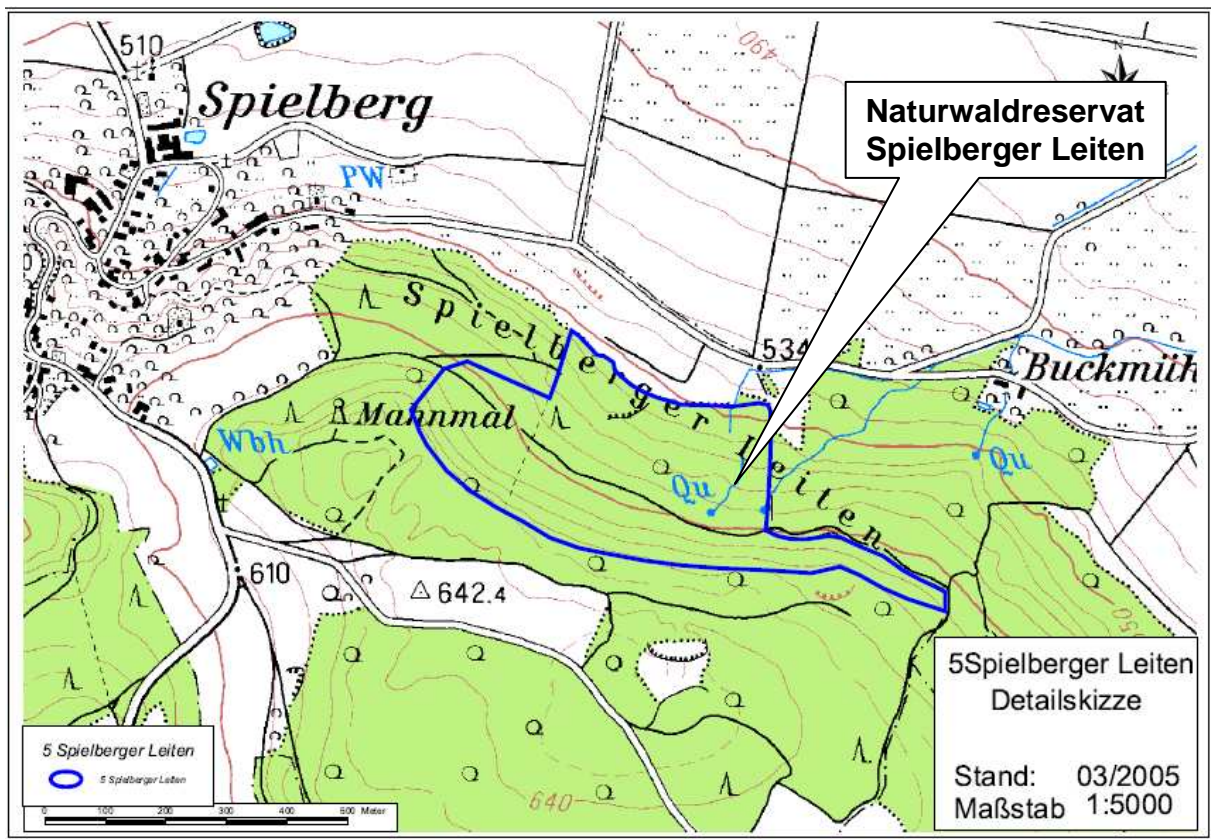 510
490
N
Spielberg
Naturwaldreservat
Spielberger Leiten
PW
Spielberger Leiten
534
Buckmüh
Mahnmal
Wbh
Qu
Qu
610
642.4
550
640
5 Spielberger Leiten
5 Spielberger Leiten
0 100 200 300 400 500 Meter
5Spielberger Leiten
Detailskizze
Stand: 03/2005
Maßstab 1:5000